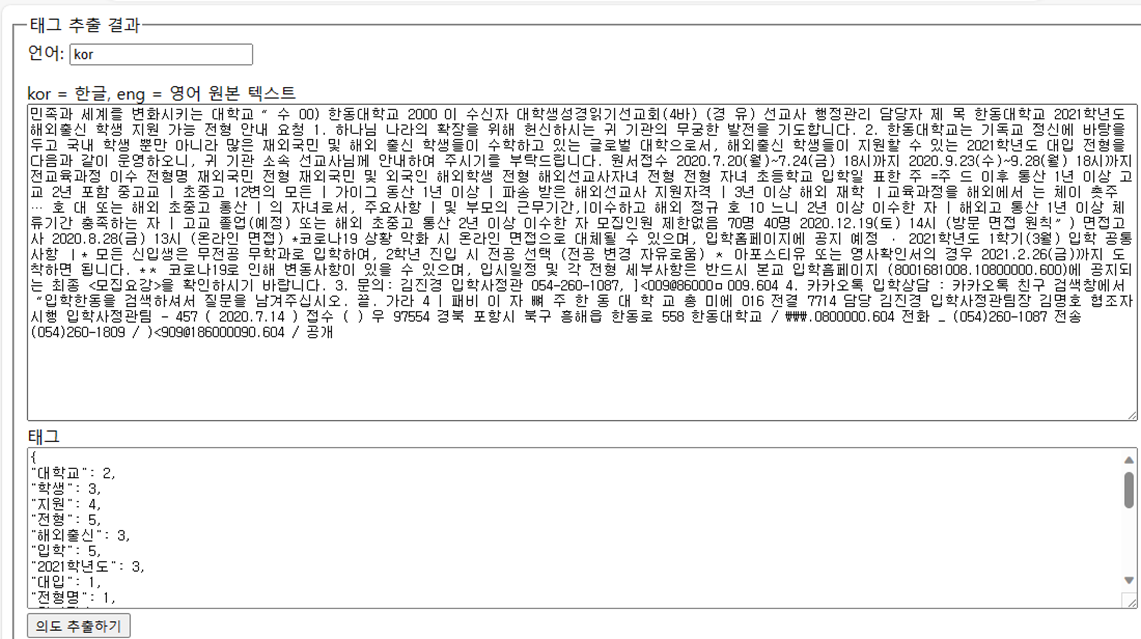 태그 추출 결과
언어: kor
kor = 한글, eng = 영어 원본 텍스트
민족과 세계를 변화시키는 대학교 “ 수 00) 한동대학교 2000 이 수신자 대학생성경읽기선교회(4바) (경 유) 선교사 행정관리 담당자 제 목 한동대학교 2021학년도
해외출신 학생 지원 가능 전형 안내 요청 1. 하나님 나라의 확장을 위해 헌신하시는 귀 기관의 무궁한 발전을 기도합니다. 2. 한동대학교는 기독교 정신에 바탕을
두고 국내 학생 뿐만 아니라 많은 재외국민 및 해외 출신 학생들이 수학하고 있는 글로벌 대학으로서, 해외출신 학생들이 지원할 수 있는 2021학년도 대입 전형을
다음과 같이 운영하오니, 귀 기관 소속 선교사님께 안내하여 주시기를 부탁드립니다. 원서접수 2020.7.20(월)~7.24(금) 18시까지 2020.9.23(수)~9.28(월) 18시까지
전교육과정 이수 전형명 재외국민 전형 재외국민 및 외국인 해외학생 전형 해외선교사자녀 전형 전형 자녀 초등학교 입학일 표한 주 =주 드 이후 통산 1년 이상 고
교 2년 포함 중고교 | 초중고 12변의 모든 | 가이그 동산 1년 이상 | 파송 받은 해외선교사 지원자격 | 3년 이상 해외 재학 |교육과정을 해외에서 는 체이 춋주
… 호 대 또는 해외 초중고 통산 | 의 자녀로서, 주요사항 | 및 부모의 근무기간,|이수하고 해외 정규 호 10 느니 2년 이상 이수한 자 | 해외고 통산 1년 이상 체
류기간 충족하는 자 | 고교 졸업(예정) 또는 해외 초중고 통산 2년 이상 이수한 자 모집인원 제한없음 70명 40명 2020.12.19(토) 14시 (방문 면접 원칙“ ) 면접고
사 2020.8.28(금) 13시 (온라인 면접) *코로나19 상황 악화 시 온라인 면접으로 대체될 수 있으며, 입학홈페이지에 공지 예정 · 2021학년도 1학기(3월) 입학 공통
사항 |* 모든 신입생은 무전공 무학과로 입학하며, 2학년 진입 시 전공 선택 (전공 변경 자유로움) * 아포스티유 또는 영사확인서의 경우 2021.2.26(금)까지 도
착하면 됩니다. ** 코로나19로 인해 변동사항이 있을 수 있으며, 입시일정 및 각 전형 세부사항은 반드시 본교 입학홈페이지 (8001681008.10800000.600)에 공지되
는 최종 <모집요강>을 확인하시기 바랍니다. 3. 문의: 김진경 입학사정관 054-260-1087, ]<009@86000 009.604 4. 카카오톡 입학상담 : 카카오톡 친구 검색창에서
“입학한동을 검색하셔서 질문을 남겨주십시오. 끝. 가라 4 | 패비 이 자 뼈 주 한 동 대 학 교 총 미에 016 전결 7714 담당 김진경 입학사정관팀장 김명호 협조자
시행 입학사정관팀 - 457 ( 2020.7.14 ) 접수 ( ) 우 97554 경북 포항시 북구 흥해읍 한동로 558 한동대학교 / ₩₩₩.0800000.604 전화 _ (054)260-1087 전송
(054)260-1809 / )<909@186000090.604 / 공개
태그
{
"대학교": 2,
"학생": 3,
"지원": 4,
"전형": 5,
"해외출신": 3,
"입학": 5,
"2021학년도": 3,
"대입": 1,
"전형명": 1,
의도 추출하기